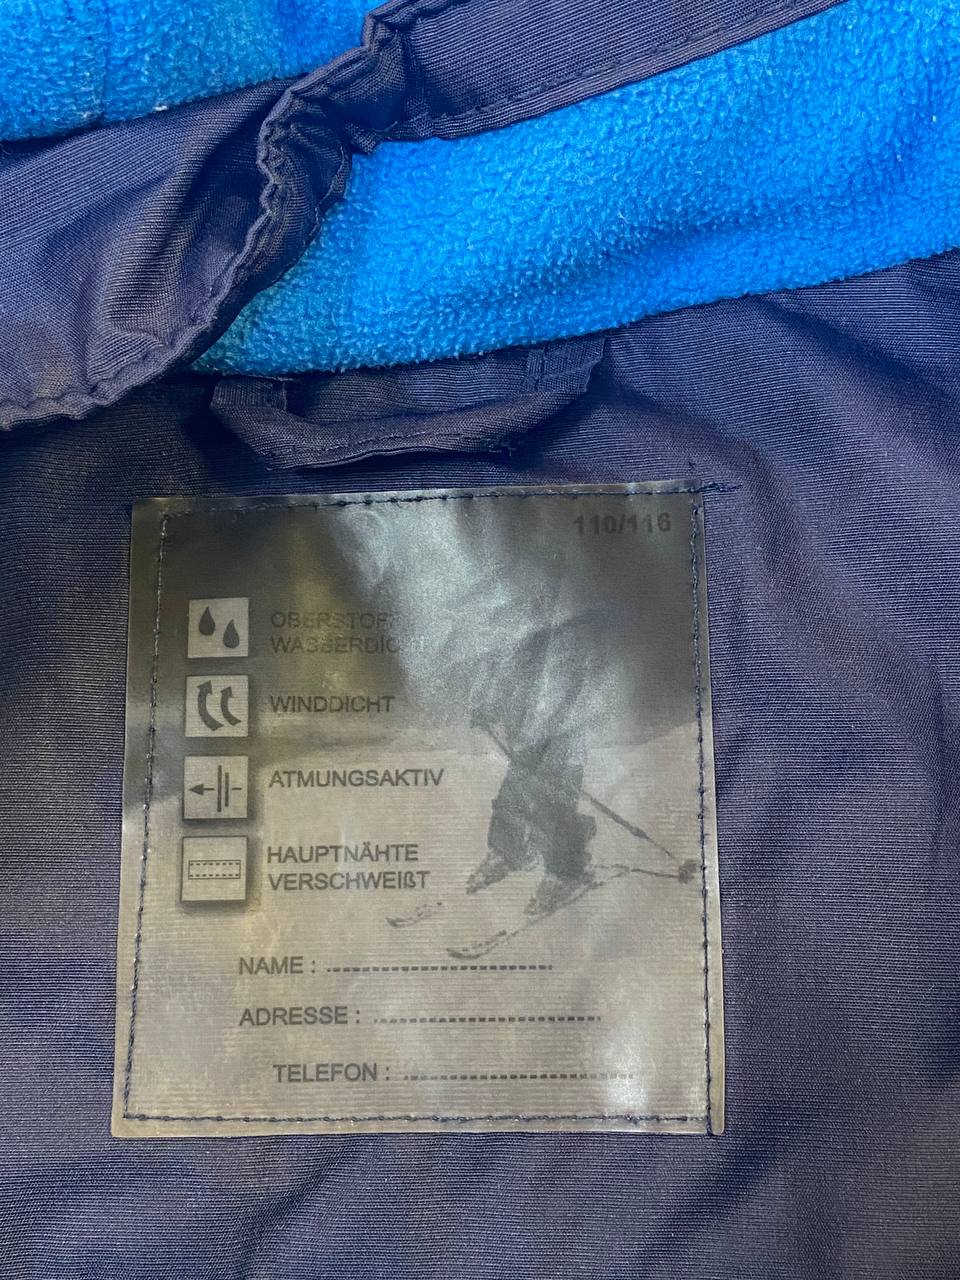 110/116
OBERSTOFF
WASSERDICHT
WINDDICHT
ATMUNGSAKTIV
HAUPTNÄHTE
VERSCHWEIßT
NAME :
ADRESSE :
TELEFON :